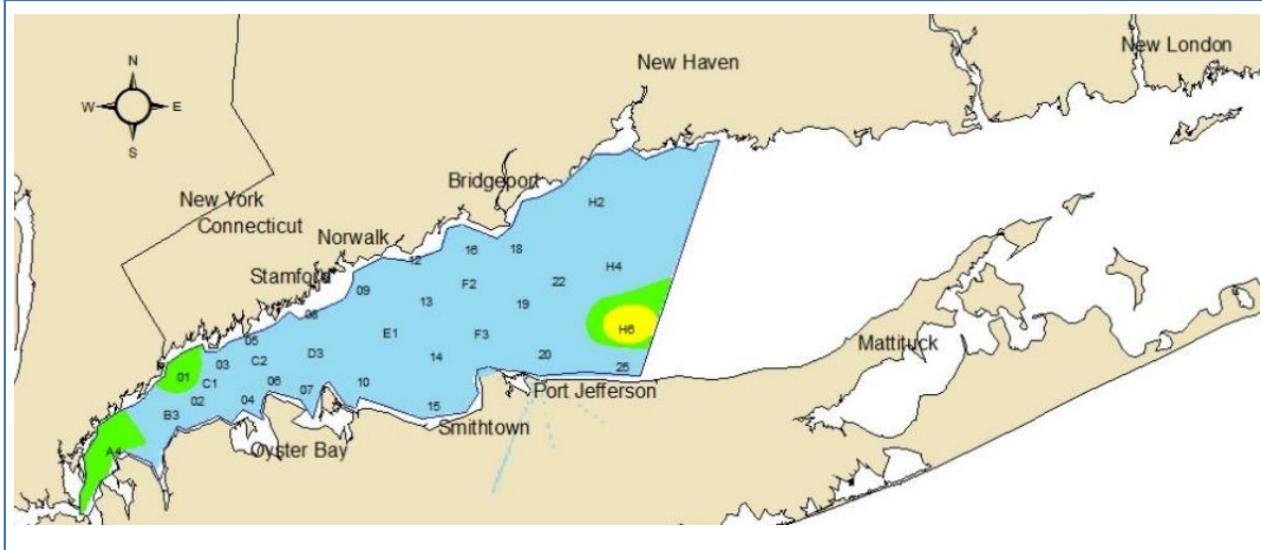 New London
New Haven
N
W
E
S
Bridgeport
H2
New York
Connecticut
Norwalk
16
18
12
Stamford
H4
F2
22
09
13
19
08
H6
E1
F3
05
Mattituck
D3
14
20
C2
03
25
01
C1
06
10
07
Port Jefferson
02
04
15
B3
Smithtown
Oyster Bay
A4